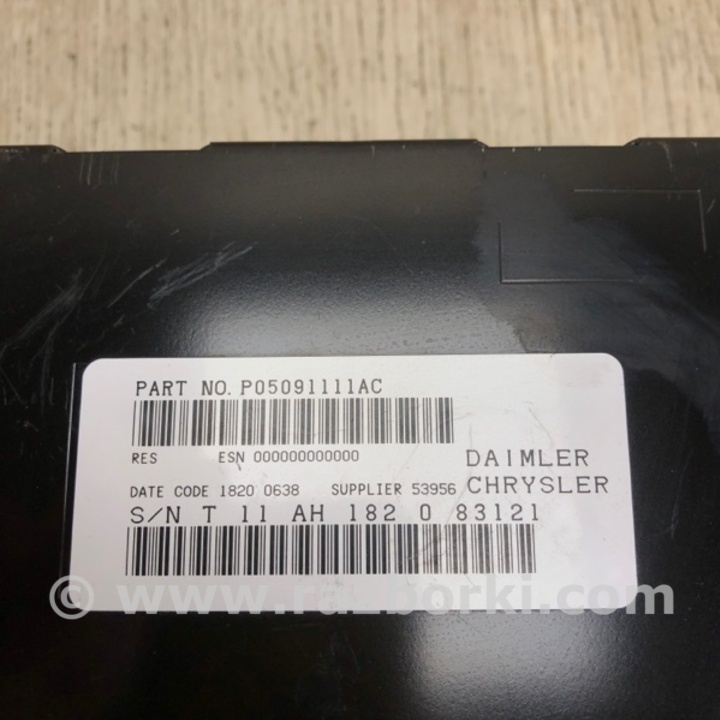 PART NO. P05091111AC
RES ESN 000000000000
DAIMLER
CHRYSLER
DATE CODE 1820 0638 SUPPLIER 53956
S/N T 11 AH 182 0 83121
© www.razborki.com